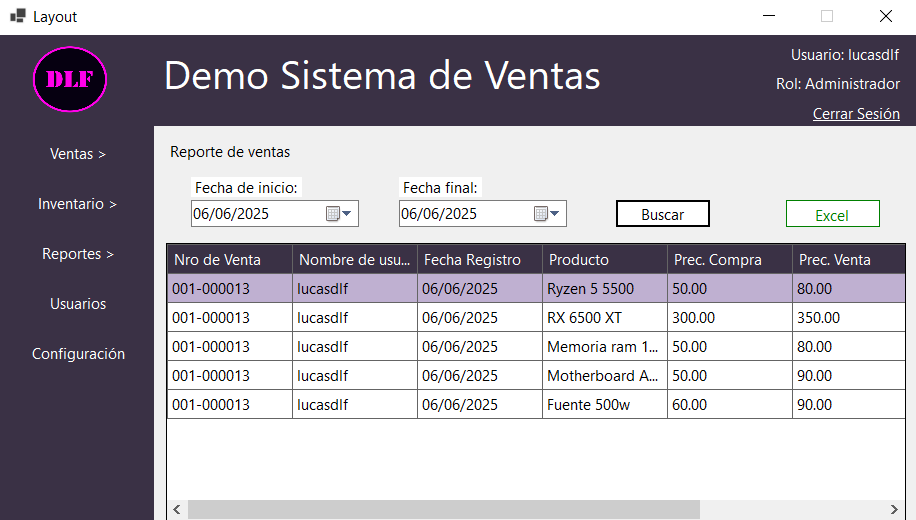 Layout
DLF
Demo Sistema de Ventas
Usuario: lucasdlf
Rol: Administrador
Cerrar Sesión
Ventas >
Inventario >
Reportes >
Usuarios
Configuración
Reporte de ventas
Fecha de inicio: Fecha final:
06/06/2025 06/06/2025 Buscar Excel
Nro de Venta Nombre de usu... Fecha Registro Producto Prec. Compra Prec. Venta
001-000013 lucasdlf 06/06/2025 Ryzen 5 5500 50.00 80.00
001-000013 lucasdlf 06/06/2025 RX 6500 XT 300.00 350.00
001-000013 lucasdlf 06/06/2025 Memoria ram 1... 50.00 80.00
001-000013 lucasdlf 06/06/2025 Motherboard A... 50.00 90.00
001-000013 lucasdlf 06/06/2025 Fuente 500w 60.00 90.00